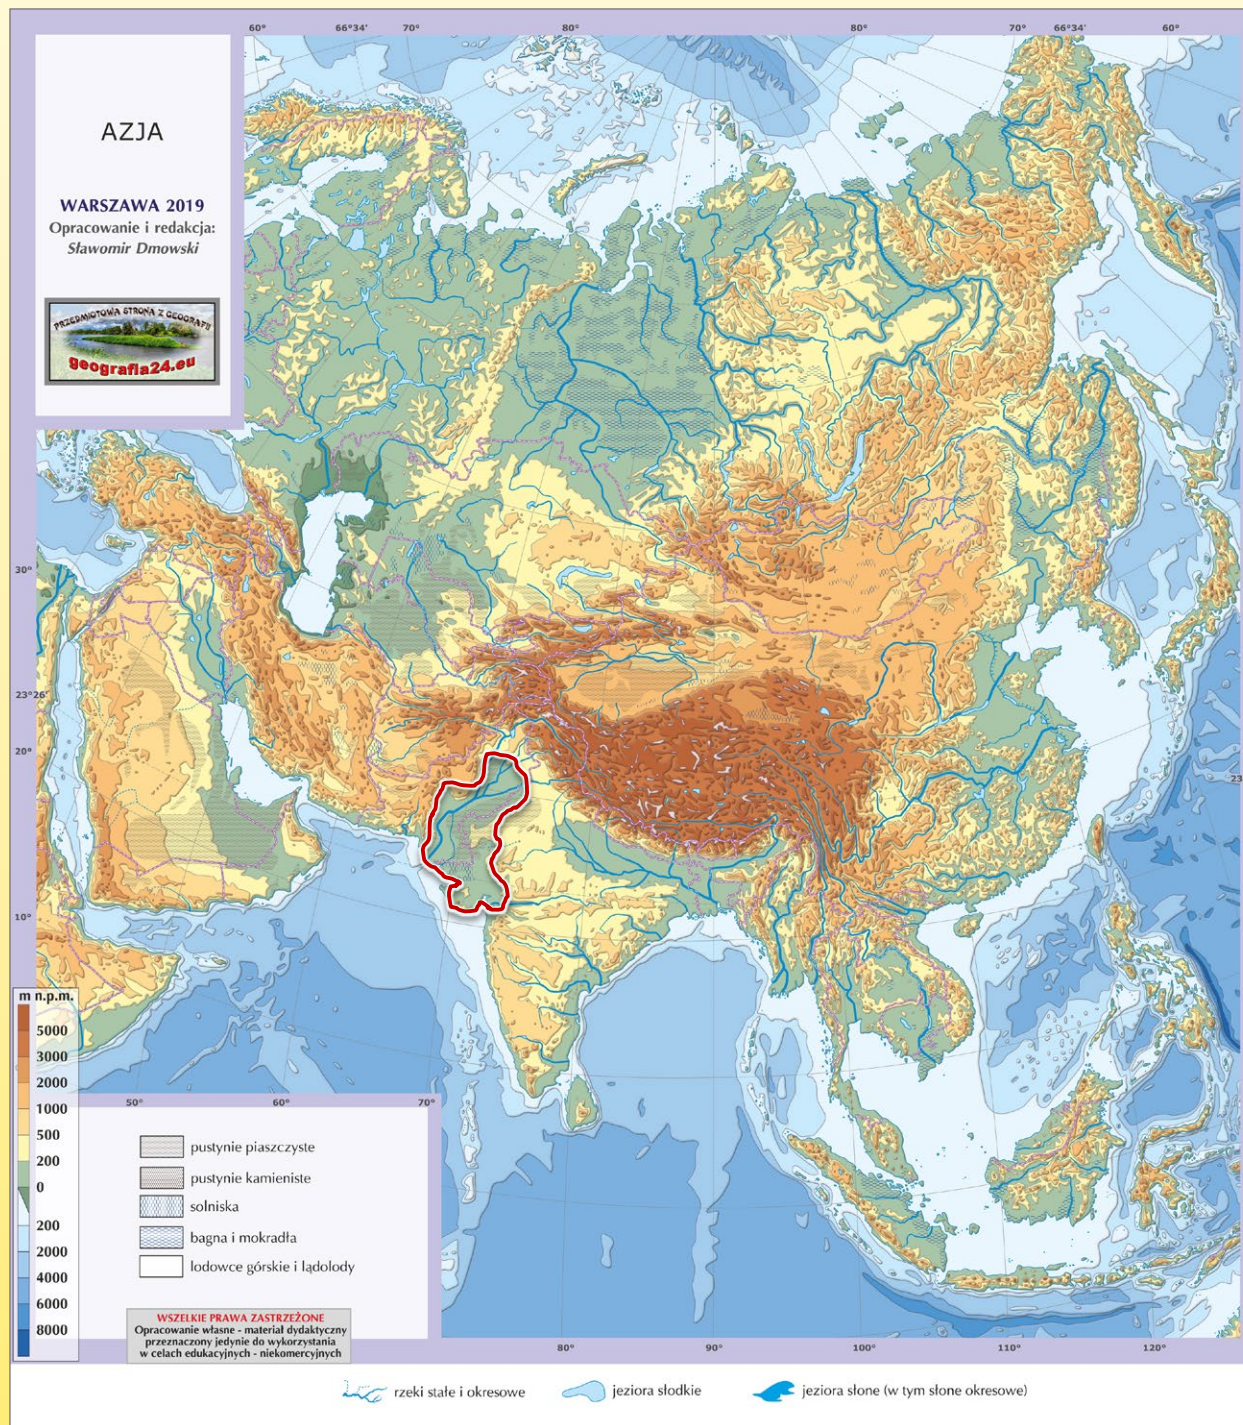 60° 66°34' 70° 80° 80° 70° 66°34' 60°
AZJA
WARSZAWA 2019
Opracowanie i redakcja:
Sławomir Dmowski
PRZEDMIOTOWA STRONA Z GEOGRAFII
geografia24.eu
30°
23°26'
20°
23
10°
m n.p.m.
5000
3000
2000
1000
500
200
0
200
2000
4000
6000
8000
50° 60° 70°
pustynie piaszczyste
pustynie kamieniste
solniska
bagna i mokradła
lodowce górskie i lądolody
WSZELKIE PRAWA ZASTRZEŻONE
Opracowanie własne - materiał dydaktyczny
przeznaczony jedynie do wykorzystania
w celach edukacyjnych - niekomercyjnych
80° 90° 100° 110° 120°
rzeki stałe i okresowe
jeziora słodkie
jeziora słone (w tym słone okresowe)